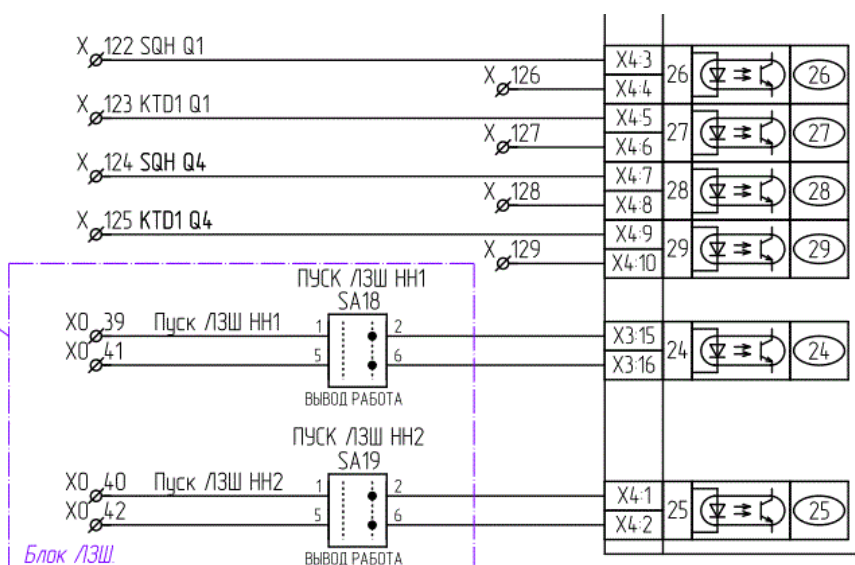 X 122 SQH Q1
X4:3
X 126
26
26
X4:4
X 123 KTD1 Q1
X4:5
X 127
27
27
X4:6
X 124 SQH Q4
X4:7
X 128
28
28
X4:8
X 125 KTD1 Q4
X4:9
X 129
29
29
X4:10
ПУСК ЛЗШ НН1
SA18
X0 39 Пуск ЛЗШ НН1 1 2
X3:15
X0 41 5 6
24
24
X3:16
ВЫВОД РАБОТА
ПУСК ЛЗШ НН2
SA19
X0 40 Пуск ЛЗШ НН2 1 2
X4:1
X0 42 5 6
25
25
X4:2
Блок ЛЗШ.
ВЫВОД РАБОТА